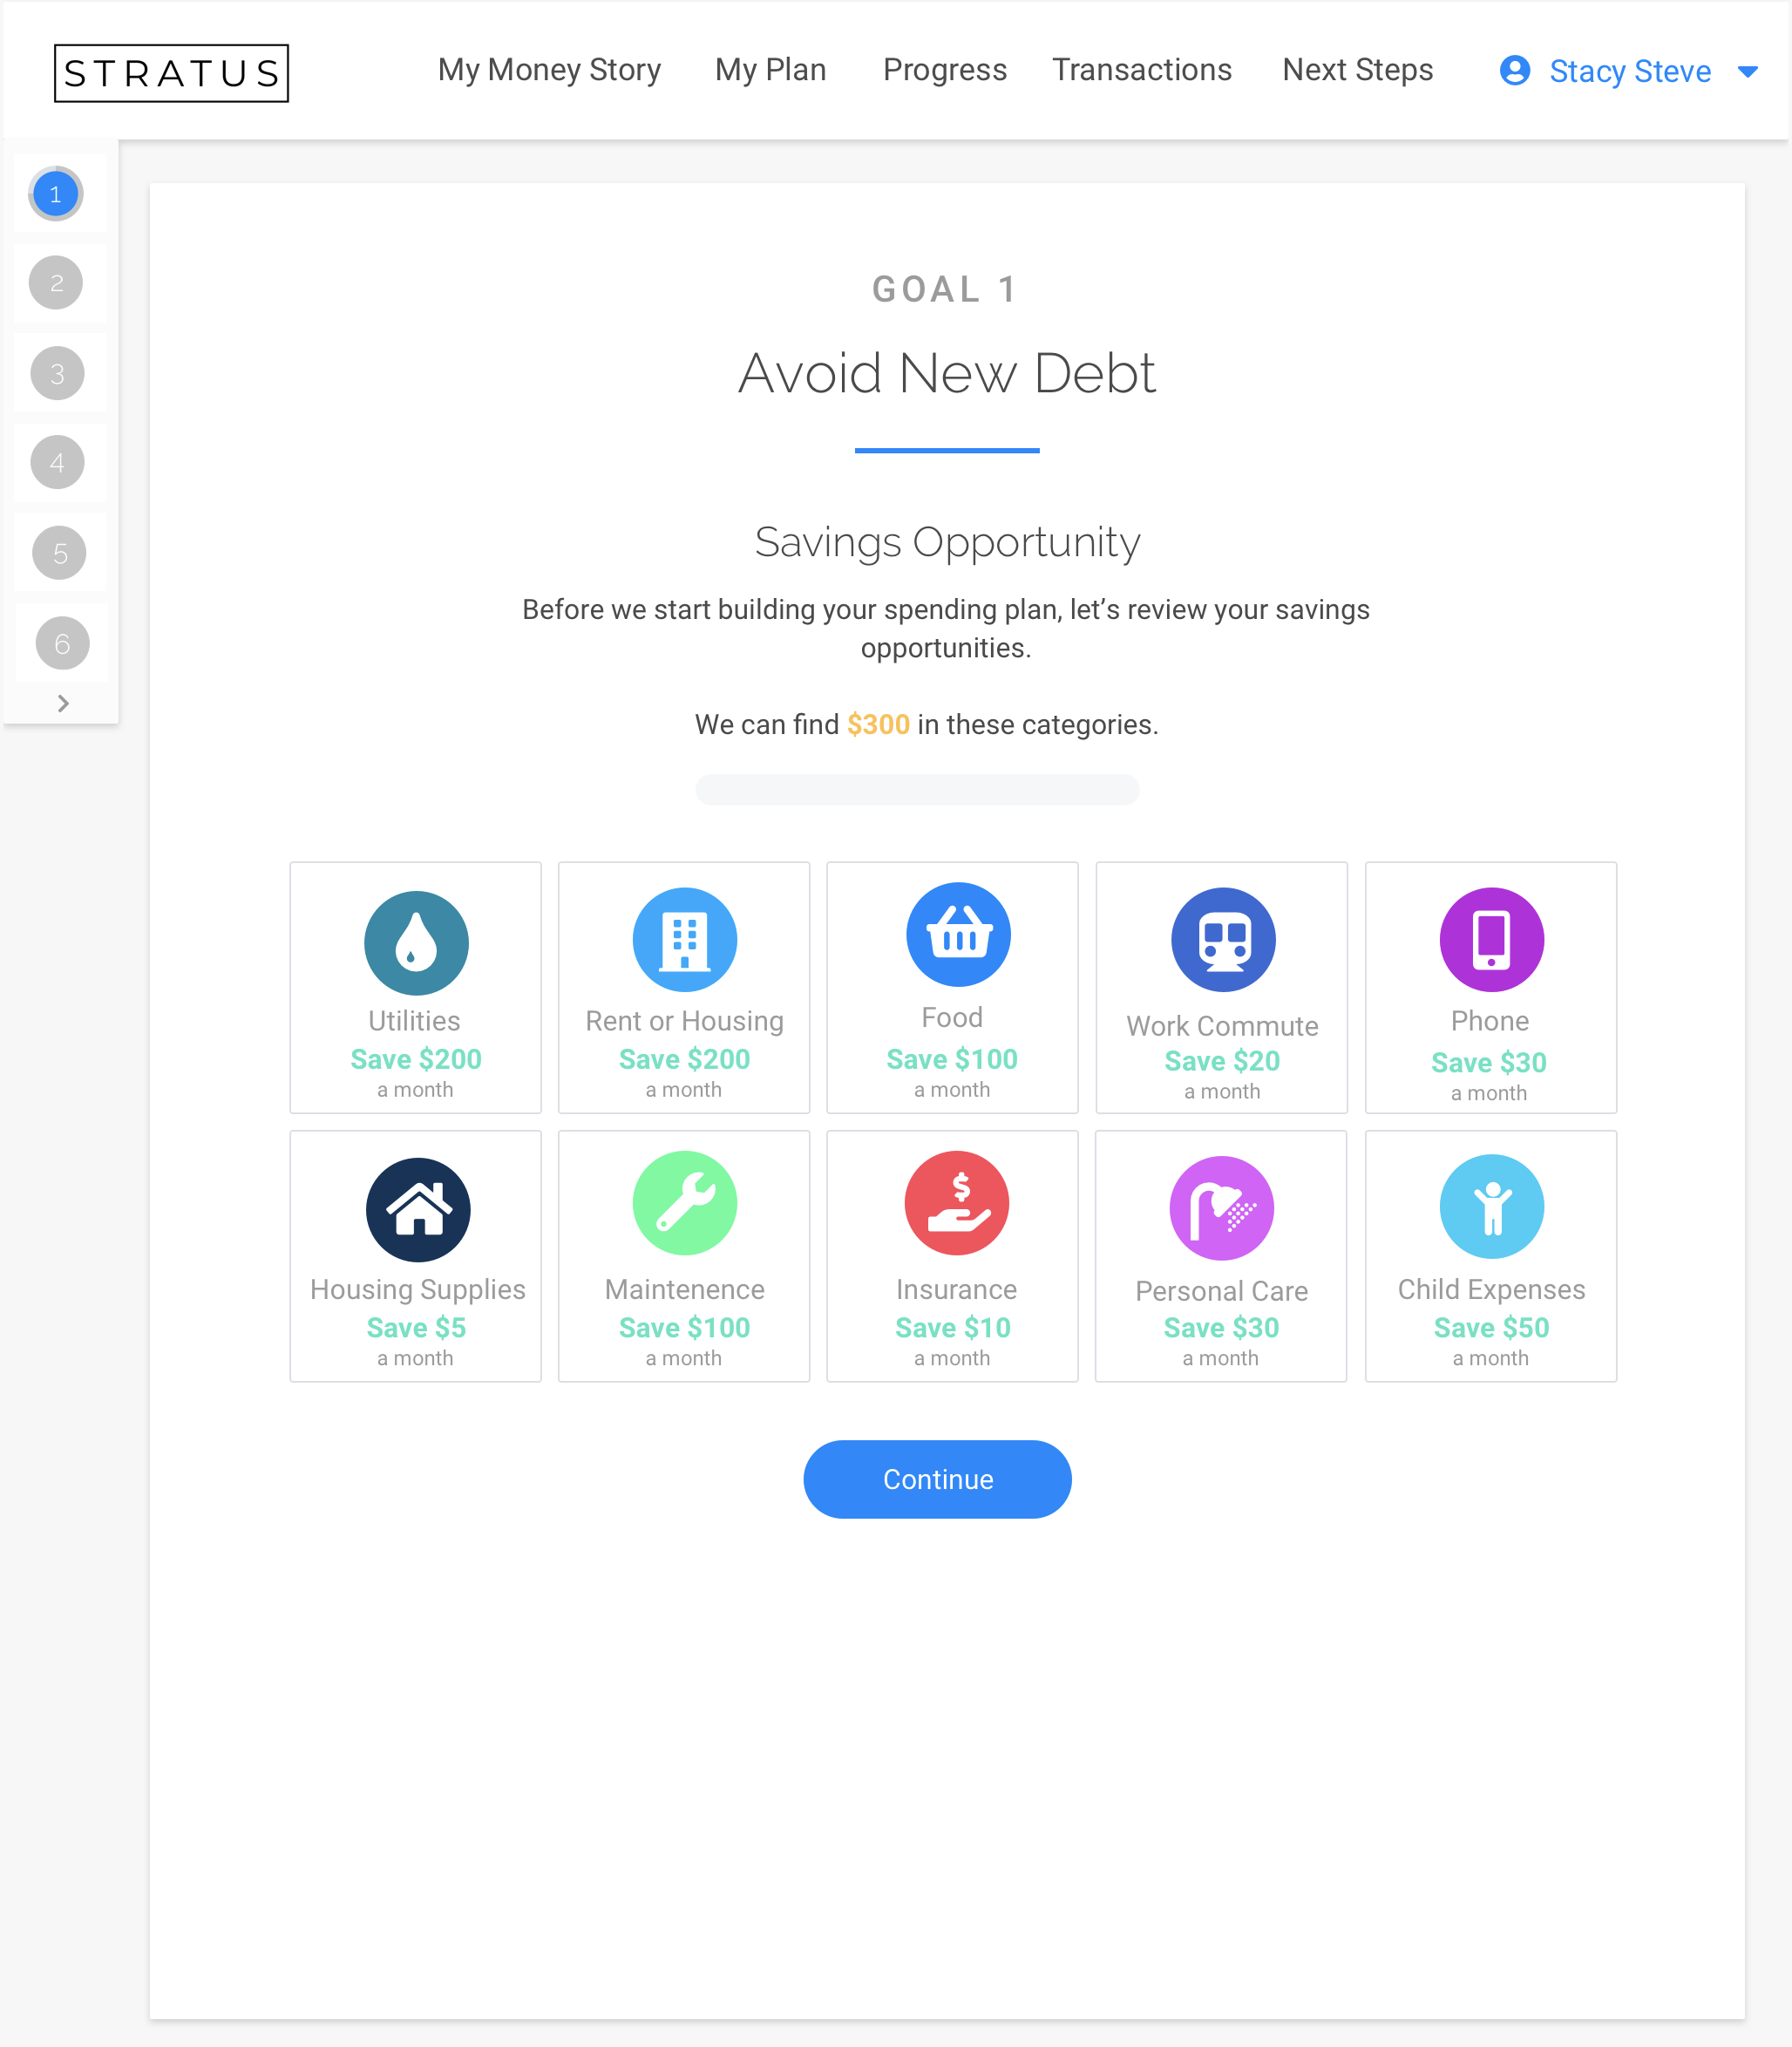 STRATUS
My Money Story
My Plan
Progress
Transactions
Next Steps
Stacy Steve
1
2
3
4
5
6
GOAL 1
Avoid New Debt
Savings Opportunity
Before we start building your spending plan, let’s review your savings
opportunities.
We can find $300 in these categories.
Utilities
Save $200
a month
Rent or Housing
Save $200
a month
Food
Save $100
a month
Work Commute
Save $20
a month
Phone
Save $30
a month
Housing Supplies
Save $5
a month
Maintenence
Save $100
a month
$
Insurance
Save $10
a month
Personal Care
Save $30
a month
Child Expenses
Save $50
a month
Continue